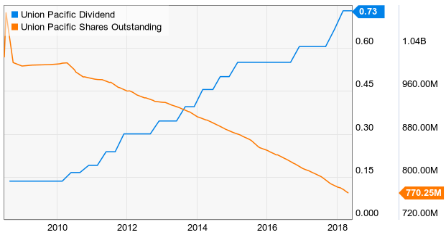 Union Pacific Dividend
Union Pacific Shares Outstanding
0.73
0.60 1.04B
0.45 960.00M
0.30 880.00M
0.15 800.00M
770.25M
0.000 720.00M
2010 2012 2014 2016 2018